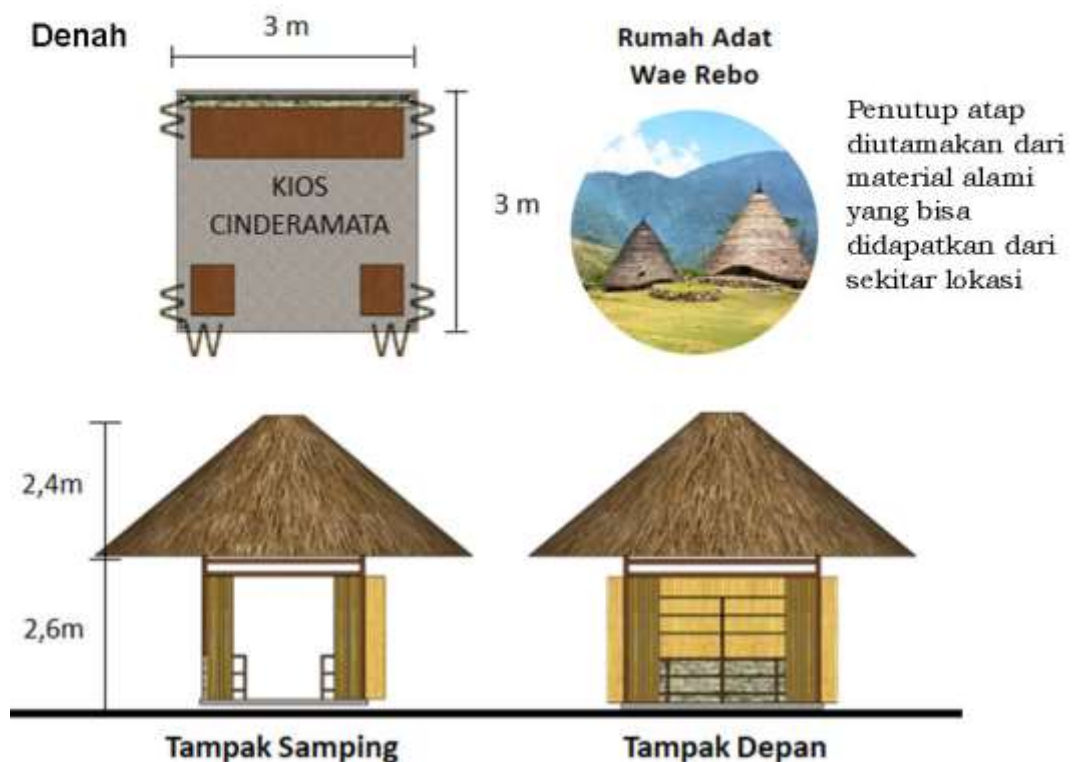 Denah
3 m
KIOS
CINDERAMATA
3 m
Rumah Adat
Wae Rebo
Penutup atap
diutamakan dari
material alami
yang bisa
didapatkan dari
sekitar lokasi
2,4m
2,6m
Tampak Samping
Tampak Depan